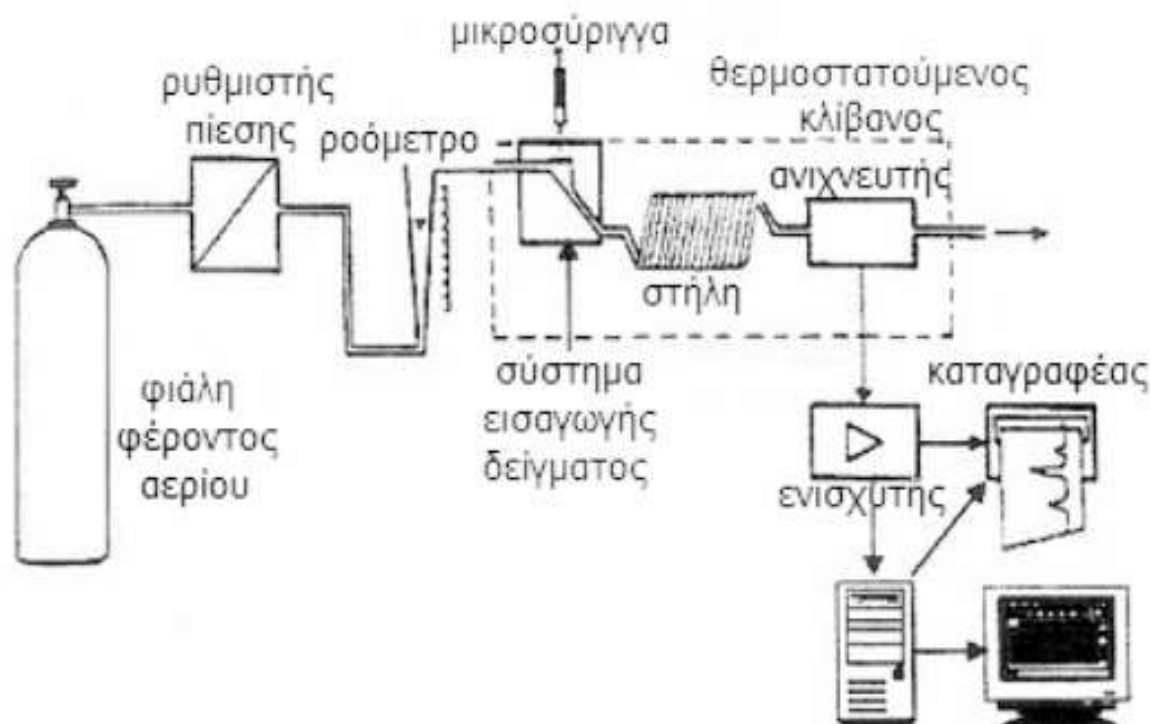 μικροσύριγγα
ρυθμιστής
πίεσης
ροόμετρο
θερμοστατούμενος
κλίβανος
ανιχνευτής
στήλη
φιάλη
φέροντος
αερίου
σύστημα
εισαγωγής
δείγματος
καταγραφέας
ενισχυτής